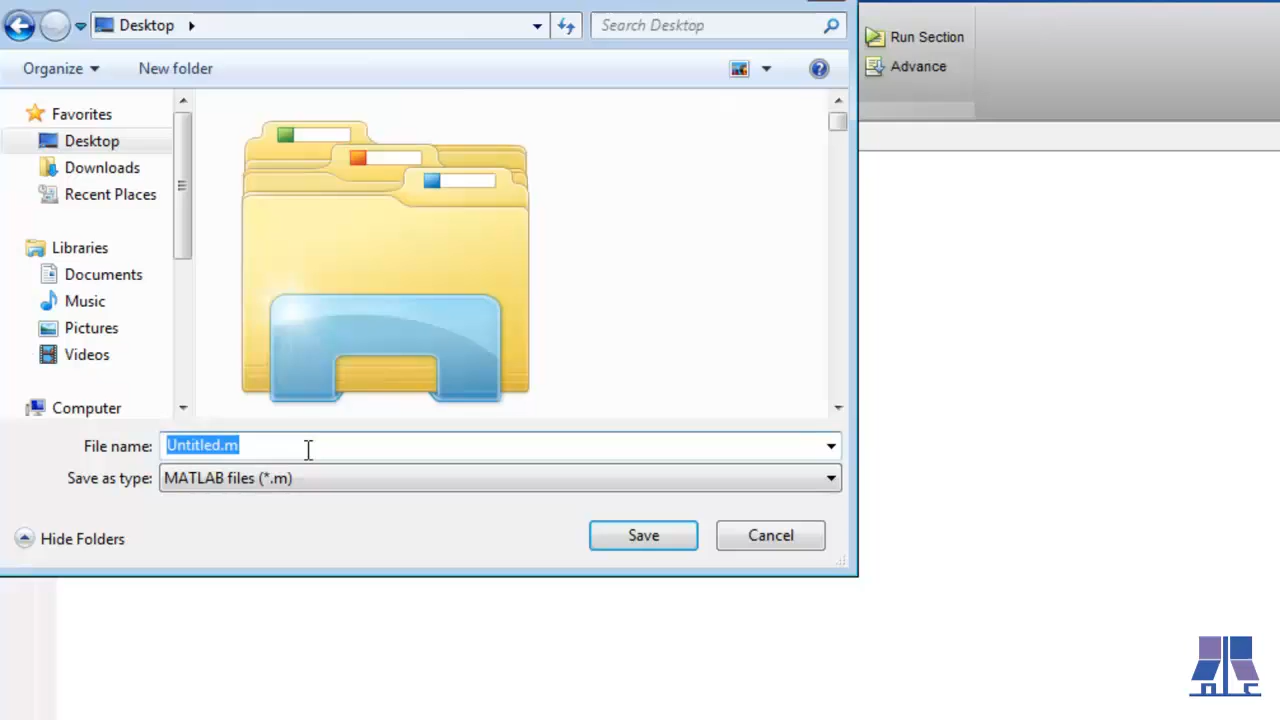 Desktop
Search Desktop
Run Section
Advance
Organize
New folder
Favorites
Desktop
Downloads
Recent Places
Libraries
Documents
Music
Pictures
Videos
Computer
File name: Untitled.m
Save as type: MATLAB files (*.m)
Hide Folders
Save
Cancel